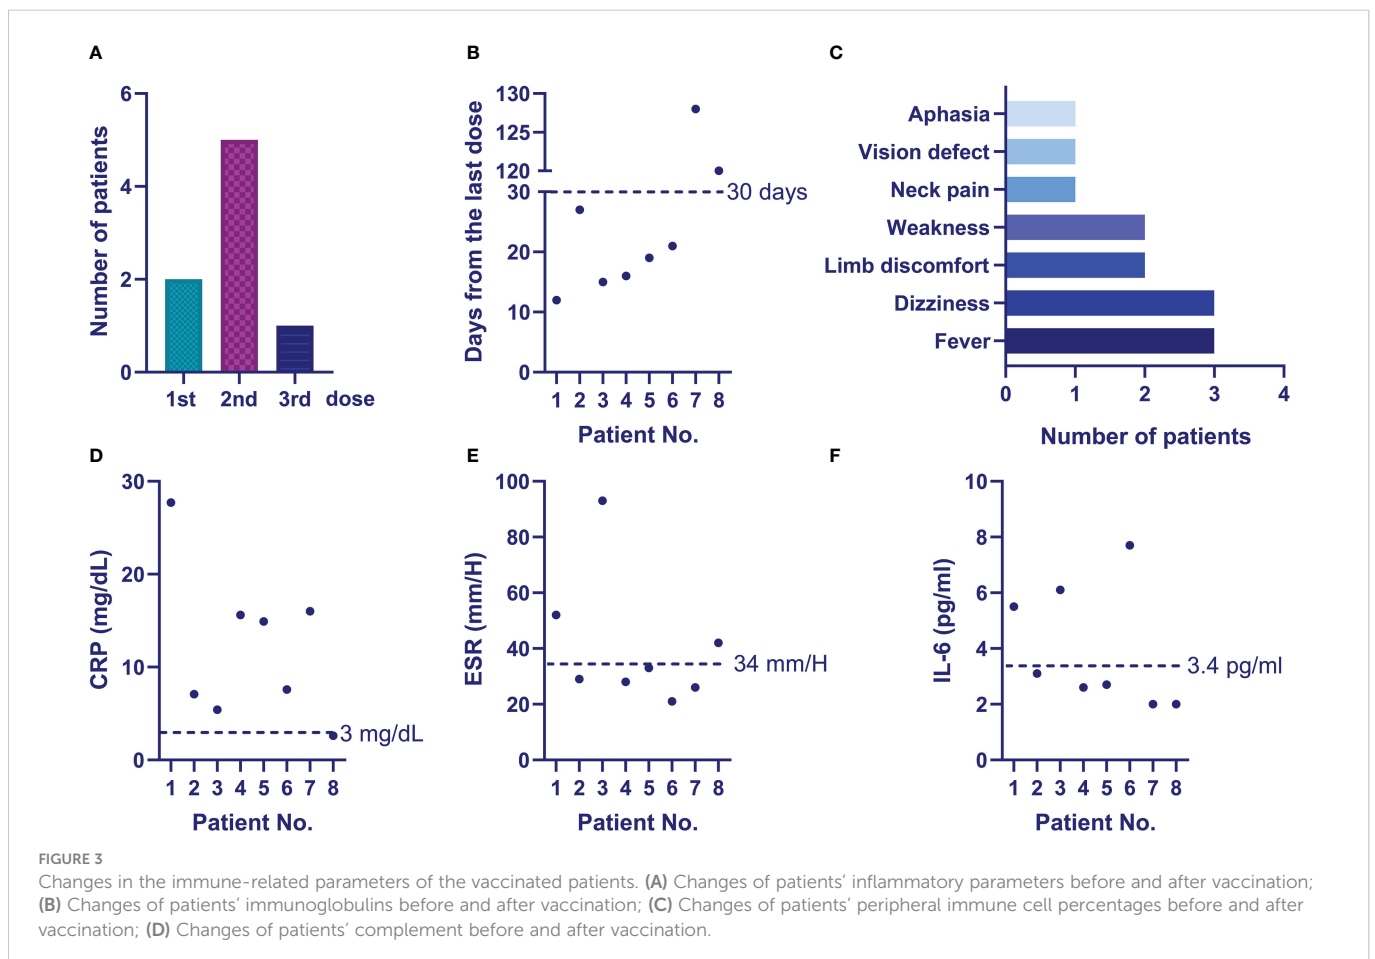 A
6
4
2
0
Number of patients
1st 2nd 3rd dose
B
130
125
120
30
20
10
0
Days from the last dose
30 days
1 2 3 4 5 6 7 8
Patient No.
C
Aphasia
Vision defect
Neck pain
Weakness
Limb discomfort
Dizziness
Fever
0 1 2 3 4
Number of patients
D
30
20
10
0
CRP (mg/dL)
3 mg/dL
1 2 3 4 5 6 7 8
Patient No.
E
100
80
60
40
20
0
ESR (mm/H)
34 mm/H
1 2 3 4 5 6 7 8
Patient No.
F
10
8
6
4
2
0
IL-6 (pg/ml)
3.4 pg/ml
1 2 3 4 5 6 7 8
Patient No.
FIGURE 3
Changes in the immune-related parameters of the vaccinated patients. (A) Changes of patients' inflammatory parameters before and after vaccination;
(B) Changes of patients' immunoglobulins before and after vaccination; (C) Changes of patients' peripheral immune cell percentages before and after
vaccination; (D) Changes of patients' complement before and after vaccination.